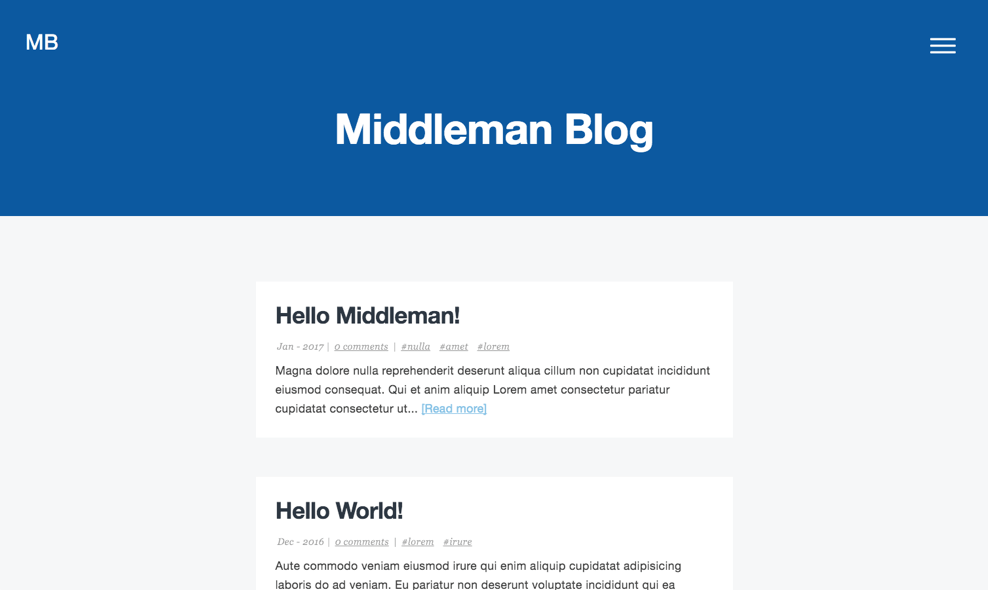 MB
Middleman Blog
Hello Middleman!
Jan - 2017 | 0 comments | #nulla #amet #lorem
Magna dolore nulla reprehenderit deserunt aliqua cillum non cupidatat incididunt
eiusmod consequat. Qui et anim aliquip Lorem amet consectetur pariatur
cupidatat consectetur ut... [Read more]
Hello World!
Dec - 2016 | 0 comments | #lorem #irure
Aute commodo veniam eiusmod irure qui enim aliquip cupidatat adipisicing
laboris do ad veniam. Eu pariatur non deserunt voluptate incididunt qui ea